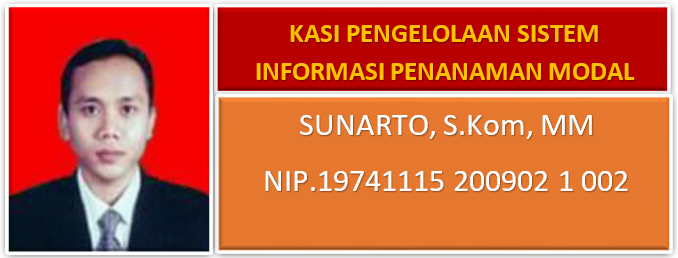 KASI PENGELOLAAN SISTEM
INFORMASI PENANAMAN MODAL
SUNARTO, S.Kom, MM
NIP.19741115 200902 1 002